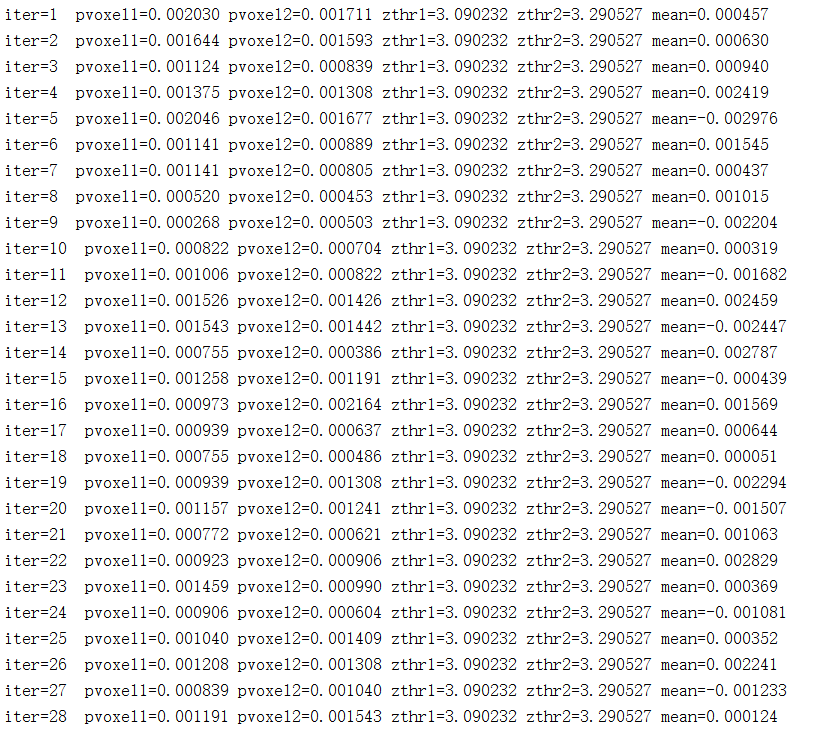 iter=1  pvoxel1=0.002030 pvoxel2=0.001711 zthr1=3.090232 zthr2=3.290527 mean=0.000457
iter=2  pvoxel1=0.001644 pvoxel2=0.001593 zthr1=3.090232 zthr2=3.290527 mean=0.000630
iter=3  pvoxel1=0.001124 pvoxel2=0.000839 zthr1=3.090232 zthr2=3.290527 mean=0.000940
iter=4  pvoxel1=0.001375 pvoxel2=0.001308 zthr1=3.090232 zthr2=3.290527 mean=0.002419
iter=5  pvoxel1=0.002046 pvoxel2=0.001677 zthr1=3.090232 zthr2=3.290527 mean=-0.002976
iter=6  pvoxel1=0.001141 pvoxel2=0.000889 zthr1=3.090232 zthr2=3.290527 mean=0.001545
iter=7  pvoxel1=0.001141 pvoxel2=0.000805 zthr1=3.090232 zthr2=3.290527 mean=0.000437
iter=8  pvoxel1=0.000520 pvoxel2=0.000453 zthr1=3.090232 zthr2=3.290527 mean=0.001015
iter=9  pvoxel1=0.000268 pvoxel2=0.000503 zthr1=3.090232 zthr2=3.290527 mean=-0.002204
iter=10  pvoxel1=0.000822 pvoxel2=0.000704 zthr1=3.090232 zthr2=3.290527 mean=0.000319
iter=11  pvoxel1=0.001006 pvoxel2=0.000822 zthr1=3.090232 zthr2=3.290527 mean=-0.001682
iter=12  pvoxel1=0.001526 pvoxel2=0.001426 zthr1=3.090232 zthr2=3.290527 mean=0.002459
iter=13  pvoxel1=0.001543 pvoxel2=0.001442 zthr1=3.090232 zthr2=3.290527 mean=-0.002447
iter=14  pvoxel1=0.000755 pvoxel2=0.000386 zthr1=3.090232 zthr2=3.290527 mean=0.002787
iter=15  pvoxel1=0.001258 pvoxel2=0.001191 zthr1=3.090232 zthr2=3.290527 mean=-0.000439
iter=16  pvoxel1=0.000973 pvoxel2=0.002164 zthr1=3.090232 zthr2=3.290527 mean=0.001569
iter=17  pvoxel1=0.000939 pvoxel2=0.000637 zthr1=3.090232 zthr2=3.290527 mean=0.000644
iter=18  pvoxel1=0.000755 pvoxel2=0.000486 zthr1=3.090232 zthr2=3.290527 mean=0.000051
iter=19  pvoxel1=0.000939 pvoxel2=0.001308 zthr1=3.090232 zthr2=3.290527 mean=-0.002294
iter=20  pvoxel1=0.001157 pvoxel2=0.001241 zthr1=3.090232 zthr2=3.290527 mean=-0.001507
iter=21  pvoxel1=0.000772 pvoxel2=0.000621 zthr1=3.090232 zthr2=3.290527 mean=0.001063
iter=22  pvoxel1=0.000923 pvoxel2=0.000906 zthr1=3.090232 zthr2=3.290527 mean=0.002829
iter=23  pvoxel1=0.001459 pvoxel2=0.000990 zthr1=3.090232 zthr2=3.290527 mean=0.000369
iter=24  pvoxel1=0.000906 pvoxel2=0.000604 zthr1=3.090232 zthr2=3.290527 mean=-0.001081
iter=25  pvoxel1=0.001040 pvoxel2=0.001409 zthr1=3.090232 zthr2=3.290527 mean=0.000352
iter=26  pvoxel1=0.001208 pvoxel2=0.001308 zthr1=3.090232 zthr2=3.290527 mean=0.002241
iter=27  pvoxel1=0.000839 pvoxel2=0.001040 zthr1=3.090232 zthr2=3.290527 mean=-0.001233
iter=28  pvoxel1=0.001191 pvoxel2=0.001543 zthr1=3.090232 zthr2=3.290527 mean=0.000124